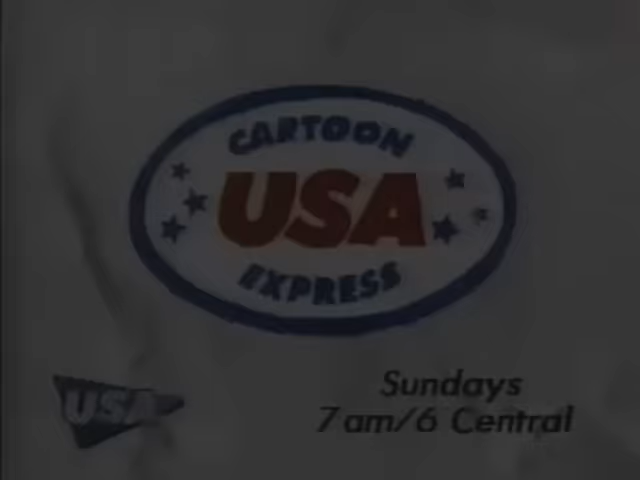 CARTOON
USA
EXPRESS
USA
Sundays
7am/6 Central